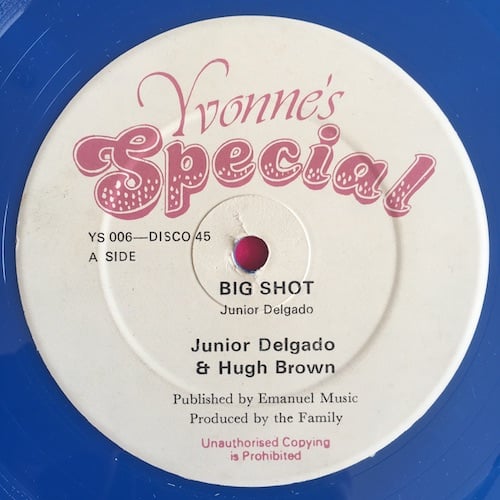 Yvonne's
Special
YS 006—DISCO 45
A SIDE
BIG SHOT
Junior Delgado
Junior Delgado
& Hugh Brown
Published by Emanuel Music
Produced by the Family
Unauthorised Copying
is Prohibited